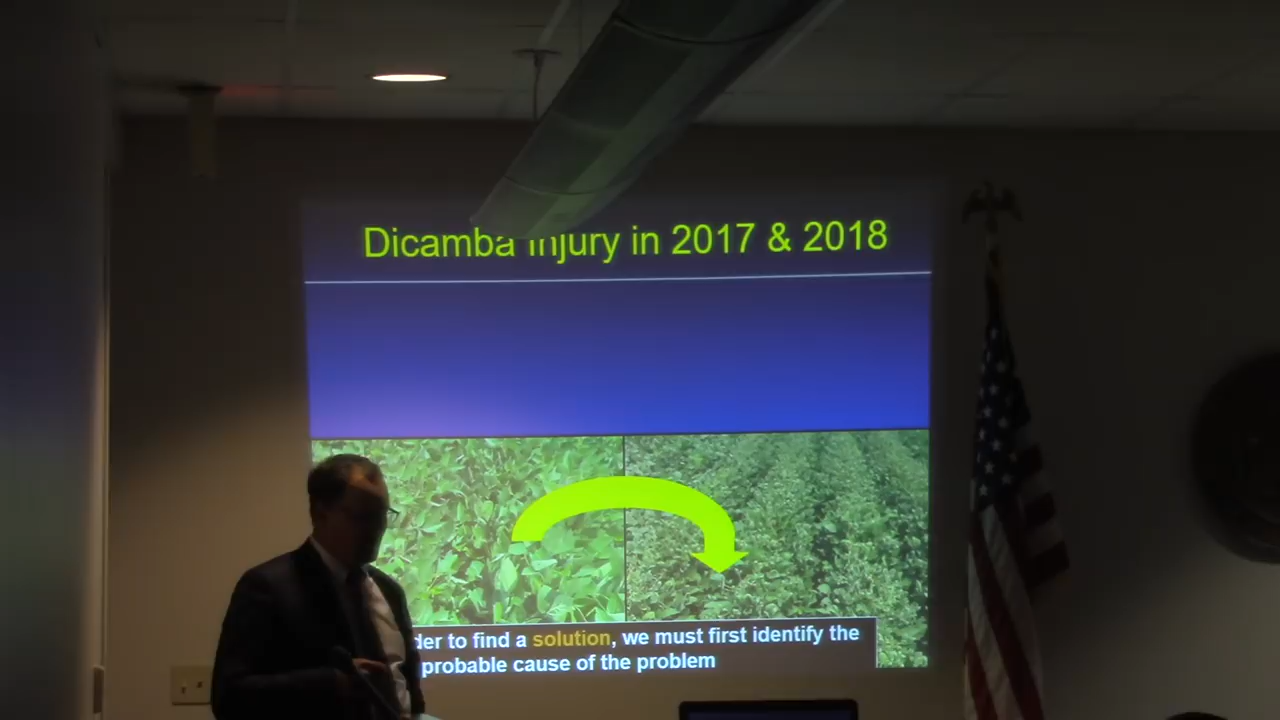 Dicamba Injury in 2017 & 2018
der to find a solution, we must first identify the
probable cause of the problem